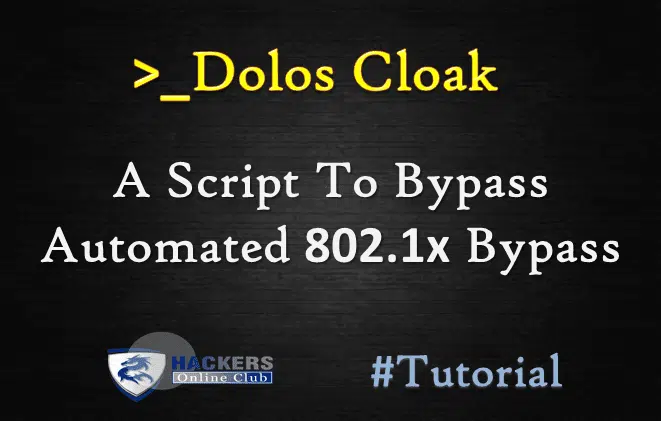 >_Dolos Cloak
A Script To Bypass
Automated 802.1x Bypass
HACKERS
Online Club
#Tutorial